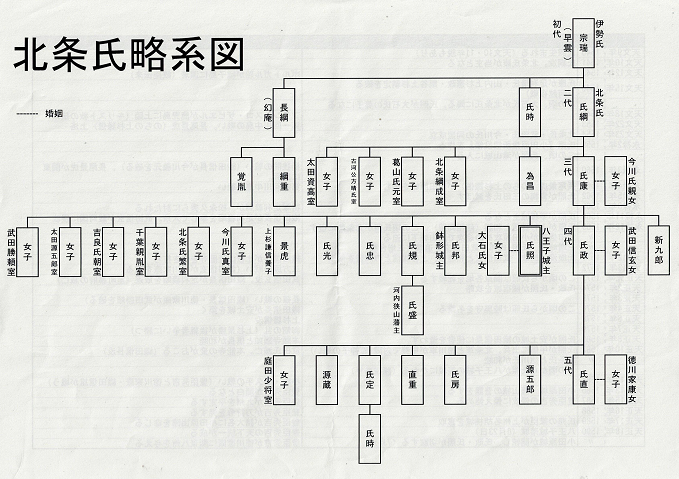 北条氏略系図
------- 婚姻
伊勢氏
初代
宗瑞
（早雲）
長綱
（幻庵）
氏時
北条氏
二代
氏綱
覚胤
綱重
太田資高室
女子
古河公方晴氏室
女子
葛山氏元室
女子
北条綱成室
女子
為昌
三代
氏康
今川氏親女
女子
武田勝頼室
女子
太田源五郎室
女子
吉良氏朝室
女子
千葉親胤室
女子
北条氏繁室
女子
今川氏真室
女子
上杉謙信養子
景虎
氏光
氏忠
氏規
鉢形城主
氏邦
大石氏女
女子
八王子城主
氏照
四代
氏政
武田信玄女
女子
新九郎
河内狭山藩主
氏盛
庭田少将室
女子
源蔵
氏定
直重
氏房
源五郎
五代
氏直
徳川家康女
女子
氏時